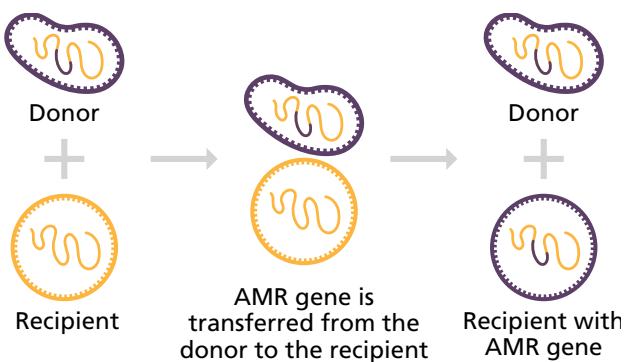 Donor
Donor
Recipient
AMR gene is
transferred from the
donor to the recipient
Recipient with
AMR gene